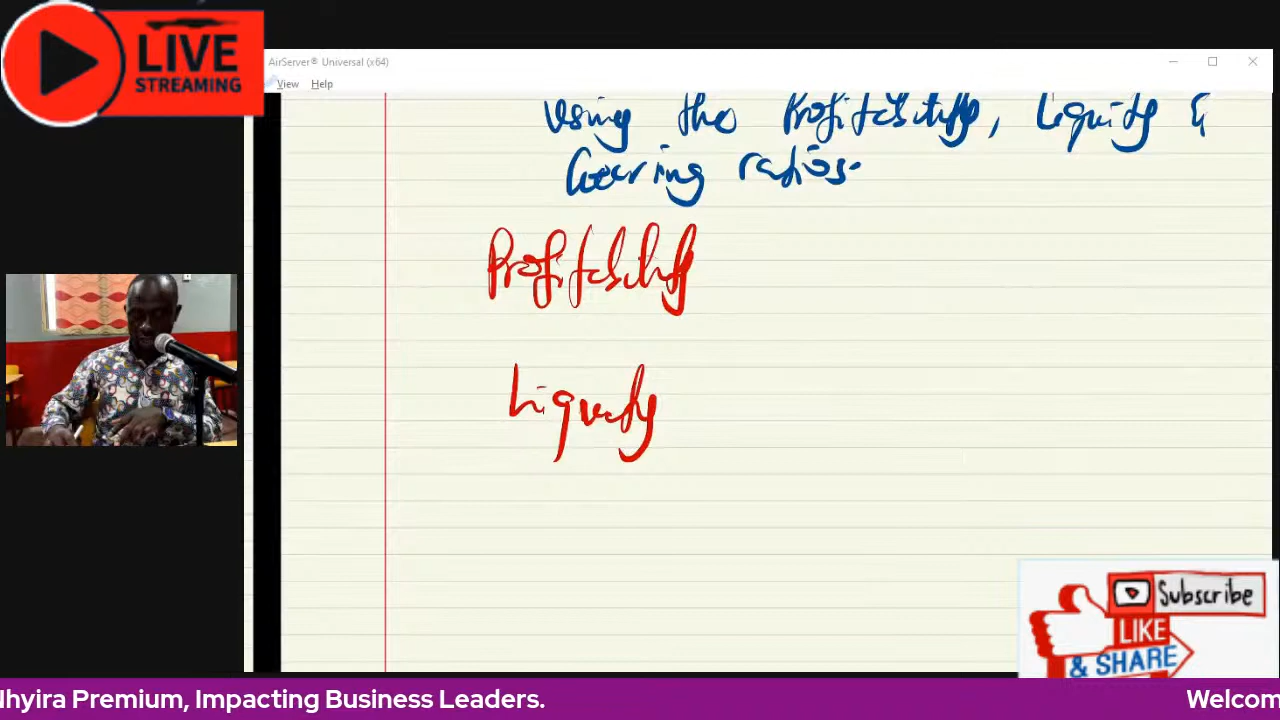 LIVE
STREAMING
AirServer® Universal (x64)
View Help
Using the Profitability, Liquidity &
Gearing ratios.
Profitability
Liquidity
Subscribe
LIKE
& SHARE
Nhyira Premium, Impacting Business Leaders.
Welcom